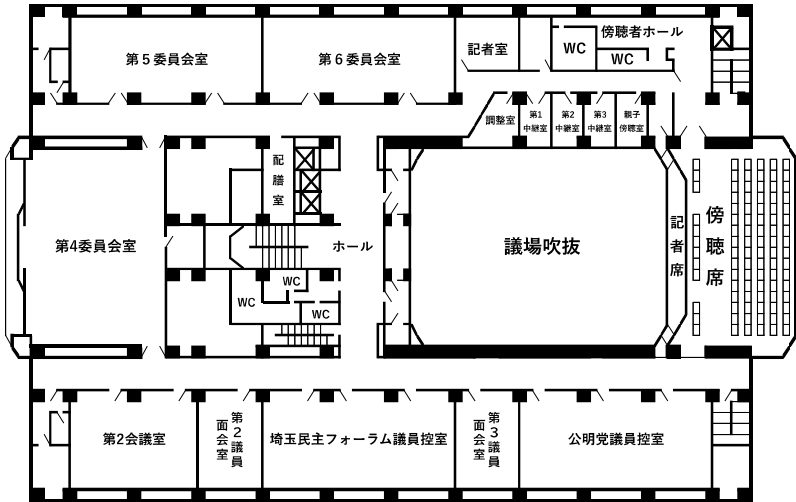 第５委員会室
第６委員会室
記者室
WC
傍聴者ホール
WC
調整室
第1
中継室
第2
中継室
第3
中継室
親子
傍聴室
配膳室
第4委員会室
ホール
議場吹抜
記者席
傍聴席
WC
WC
WC
第2会議室
第２議員
面会室
埼玉民主フォーラム議員控室
第３議員
面会室
公明党議員控室